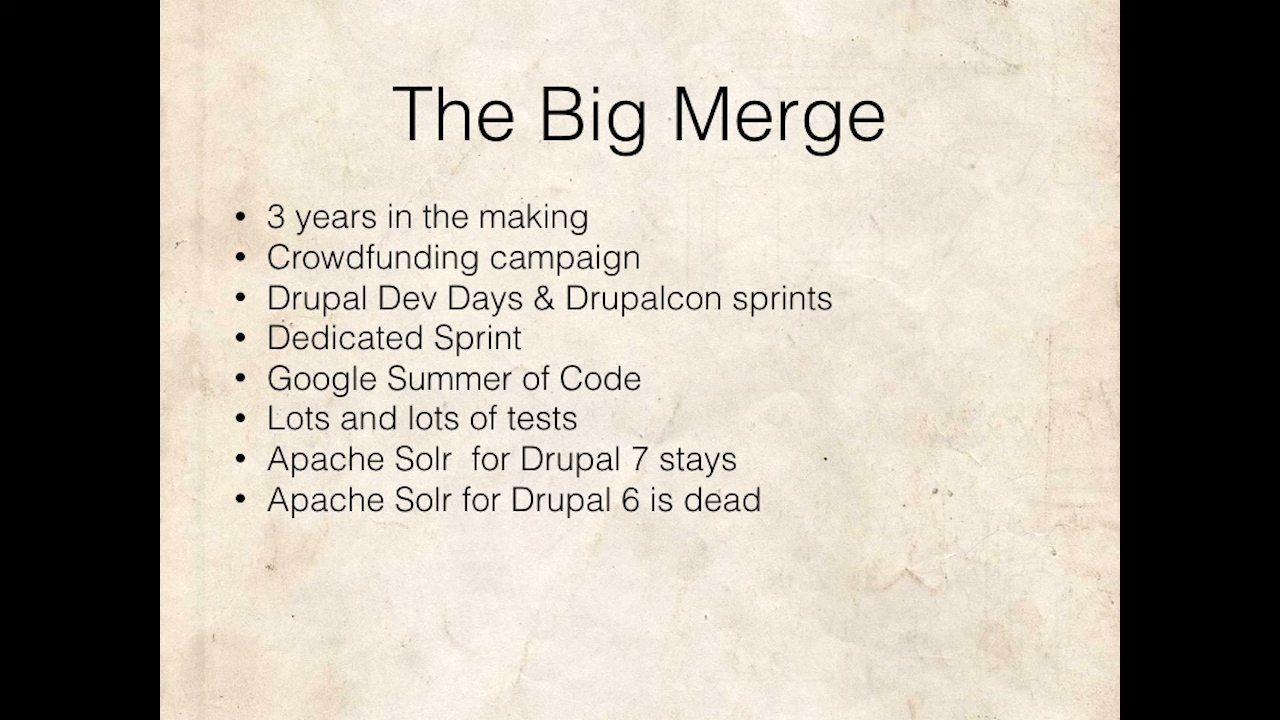 The Big Merge
• 3 years in the making
• Crowdfunding campaign
• Drupal Dev Days & Drupalcon sprints
• Dedicated Sprint
• Google Summer of Code
• Lots and lots of tests
• Apache Solr  for Drupal 7 stays
• Apache Solr for Drupal 6 is dead